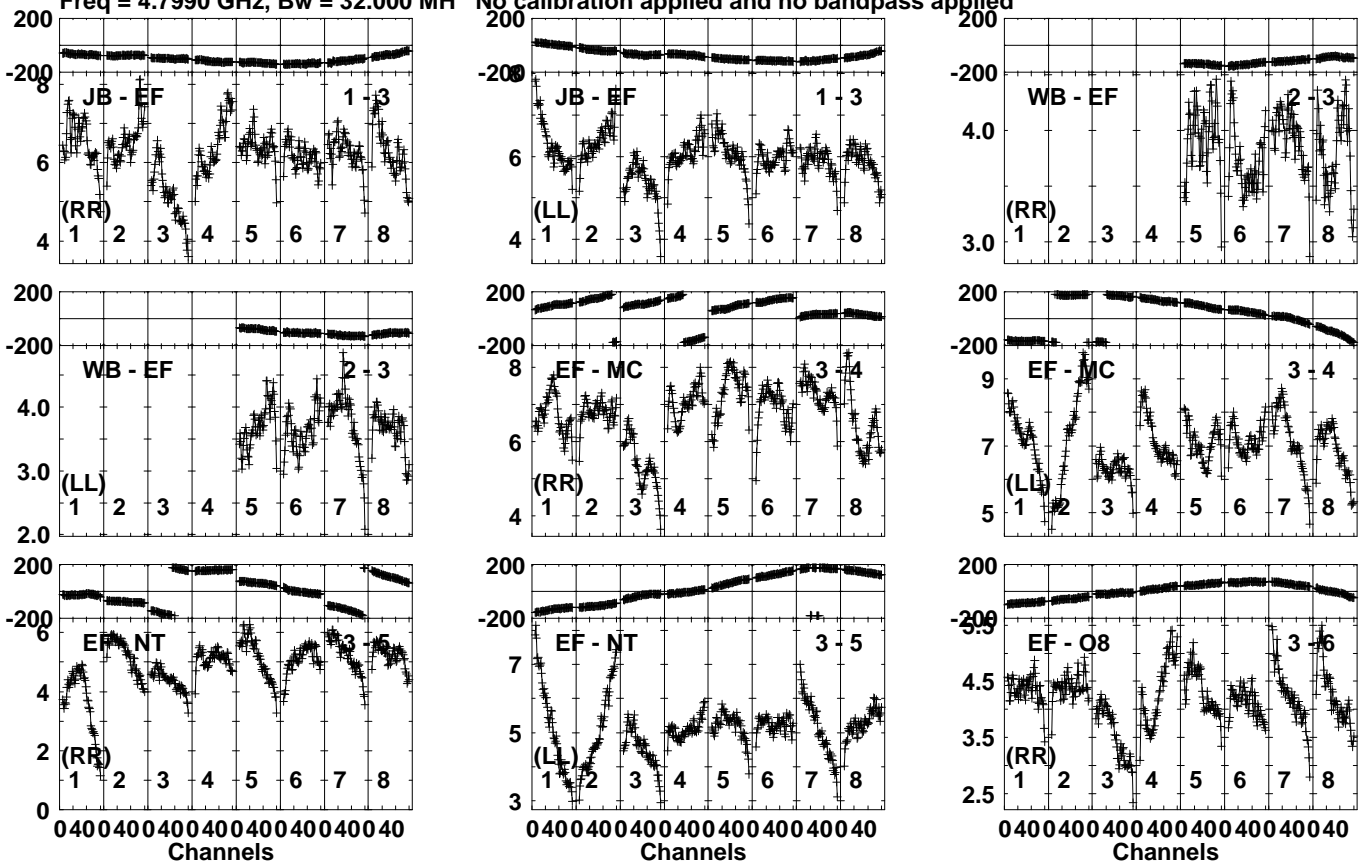 Freq = 4.7990 GHz, Bw = 32.000 MH No calibration applied and no bandpass applied
200 200 200
-200 -200 -200
8 8
JB - EF 1 - 3 JB - EF 1 - 3 WB - EF 2 - 3
4.0
6 6
(RR) (LL) (RR)
1 2 3 4 5 6 7 8 1 2 3 4 5 6 7 8 1 2 3 4 5 6 7 8
4 4 3.0
200 200 200
-200 -200 -200
WB - EF 2 - 3 EF - MC 3 - 4 EF - MC 3 - 4
8 9
4.0
6 7
3.0
(LL) (RR) (LL)
1 2 3 4 5 6 7 8 1 2 3 4 5 6 7 8 1 2 3 4 5 6 7 8
2.0 4 5
200 200 200
-200 -200 -200
6 5.5
EF - NT 3 - 5 EF - NT 3 - 5 EF - O8 3 - 6
7
4 4.5
5
2 3.5
(RR) (LL) (RR)
1 2 3 4 5 6 7 8 1 2 3 4 5 6 7 8 1 2 3 4 5 6 7 8
0 3 2.5
0 40 0 40 0 40 0 40 0 40 0 40 0 40 0 40 0 40 0 40 0 40 0 40 0 40 0 40 0 40 0 40 0 40 0 40 0 40 0 40 0 40 0 40 0 40 0 40
Channels Channels Channels